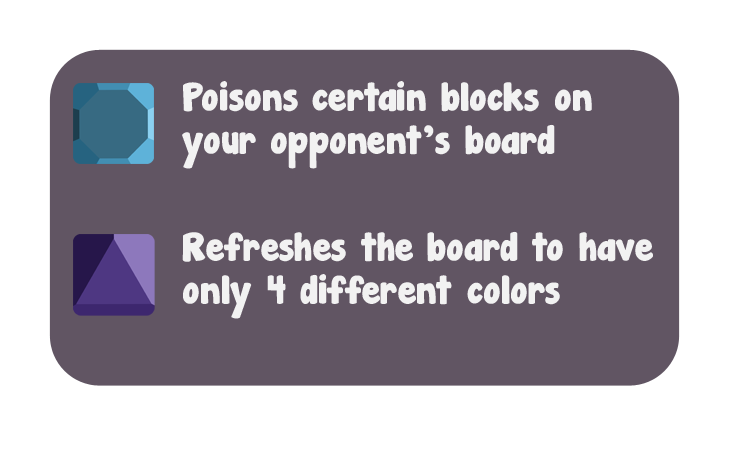 Poisons certain blocks on
your opponent's board
Refreshes the board to have
only 4 different colors